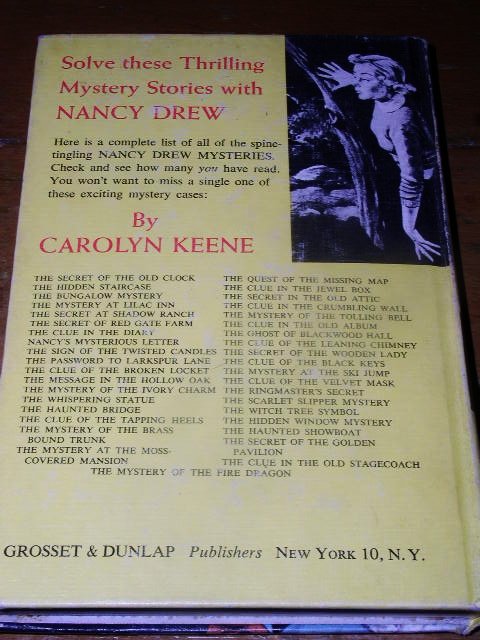 Solve these Thrilling
Mystery Stories with
NANCY DREW
Here is a complete list of all of the spine-
tingling NANCY DREW MYSTERIES.
Check and see how many you have read.
You won't want to miss a single one of
these exciting mystery cases:
By
CAROLYN KEENE
THE SECRET OF THE OLD CLOCK
THE HIDDEN STAIRCASE
THE BUNGALOW MYSTERY
THE MYSTERY AT LILAC INN
THE SECRET AT SHADOW RANCH
THE SECRET OF RED GATE FARM
THE CLUE IN THE DIARY
NANCY'S MYSTERIOUS LETTER
THE SIGN OF THE TWISTED CANDLES
THE PASSWORD TO LARKSPUR LANE
THE CLUE OF THE BROKEN LOCKET
THE MESSAGE IN THE HOLLOW OAK
THE MYSTERY OF THE IVORY CHARM
THE WHISPERING STATUE
THE HAUNTED BRIDGE
THE CLUE OF THE TAPPING HEELS
THE MYSTERY OF THE BRASS
BOUND TRUNK
THE MYSTERY AT THE MOSS-
COVERED MANSION
THE QUEST OF THE MISSING MAP
THE CLUE IN THE JEWEL BOX
THE SECRET IN THE OLD ATTIC
THE CLUE IN THE CRUMBLING WALL
THE MYSTERY OF THE TOLLING BELL
THE CLUE IN THE OLD ALBUM
THE GHOST OF BLACKWOOD HALL
THE CLUE OF THE LEANING CHIMNEY
THE SECRET OF THE WOODEN LADY
THE CLUE OF THE BLACK KEYS
THE MYSTERY AT THE SKI JUMP
THE CLUE OF THE VELVET MASK
THE RINGMASTER'S SECRET
THE SCARLET SLIPPER MYSTERY
THE WITCH TREE SYMBOL
THE HIDDEN WINDOW MYSTERY
THE HAUNTED SHOWBOAT
THE SECRET OF THE GOLDEN
PAVILION
THE CLUE IN THE OLD STAGECOACH
THE MYSTERY OF THE FIRE DRAGON
GROSSET & DUNLAP Publishers NEW YORK 10, N.Y.